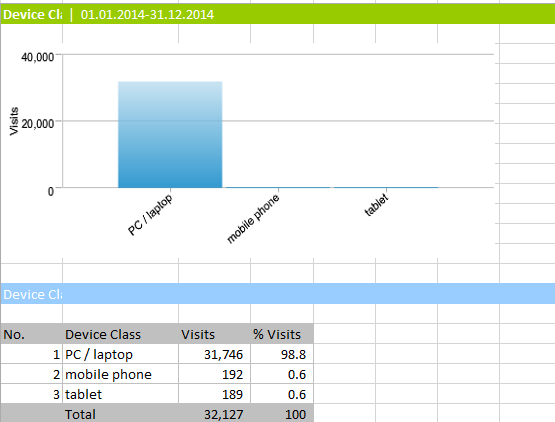 Device Cl | 01.01.2014-31.12.2014
40,000
20,000
0
Visits
PC / laptop
mobile phone
tablet
Device Cl
No. Device Class Visits % Visits
1 PC / laptop 31,746 98.8
2 mobile phone 192 0.6
3 tablet 189 0.6
Total 32,127 100